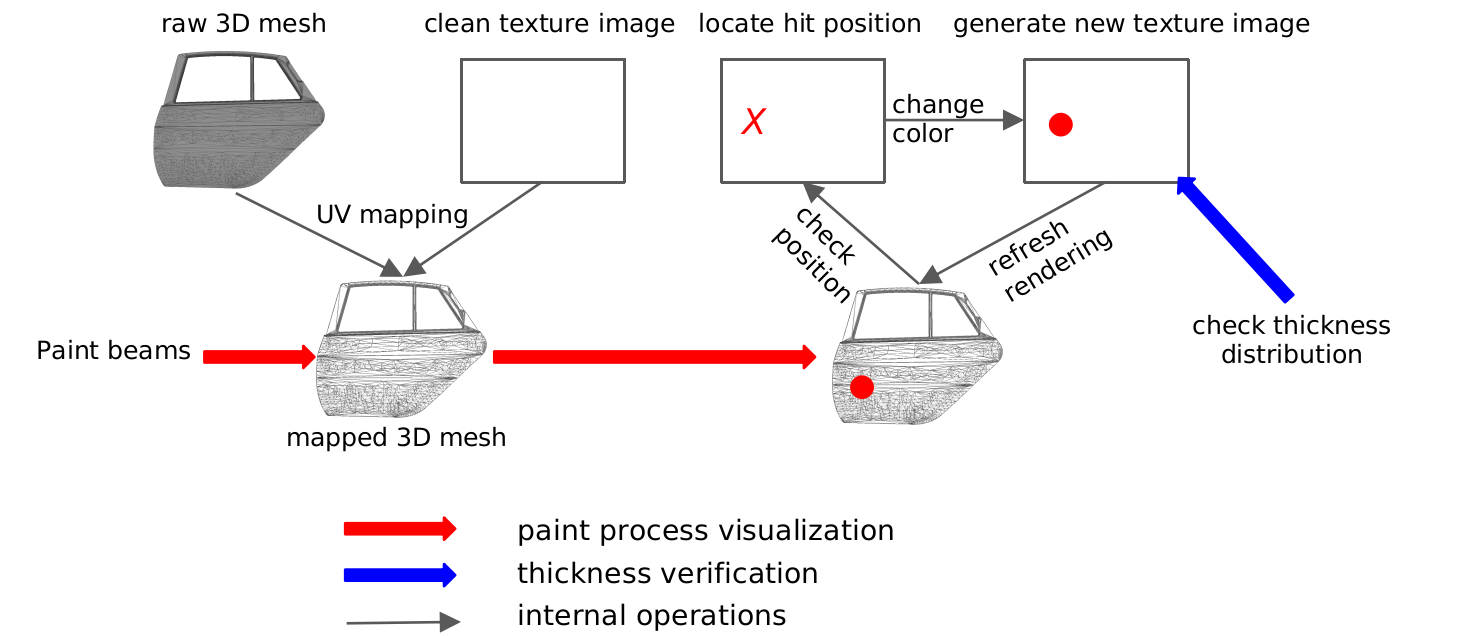 raw 3D mesh
clean texture image
locate hit position
generate new texture image
X
change
color
UV mapping
check
position
refresh
rendering
Paint beams
check thickness
distribution
mapped 3D mesh
paint process visualization
thickness verification
internal operations